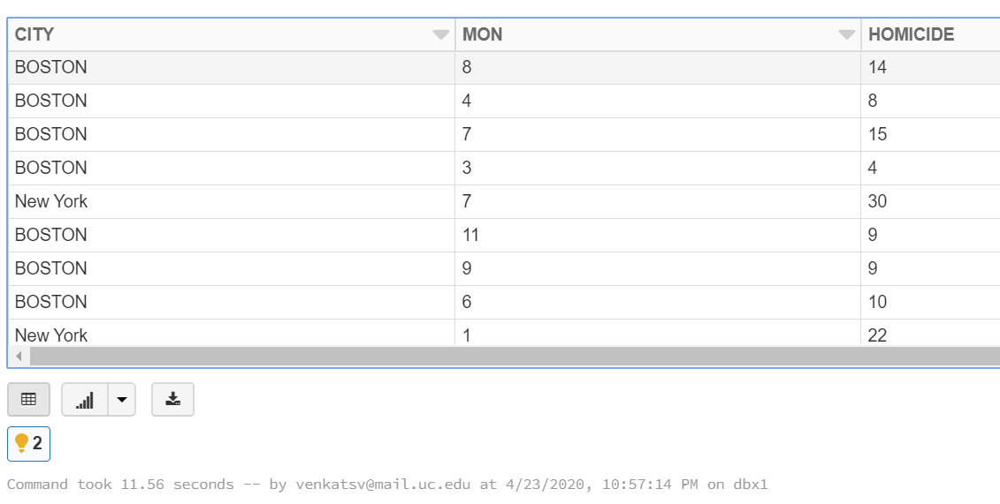 CITY MON HOMICIDE
BOSTON 8 14
BOSTON 4 8
BOSTON 7 15
BOSTON 3 4
New York 7 30
BOSTON 11 9
BOSTON 9 9
BOSTON 6 10
New York 1 22
2
Command took 11.56 seconds -- by venkatsv@mail.uc.edu at 4/23/2020, 10:57:14 PM on dbx1